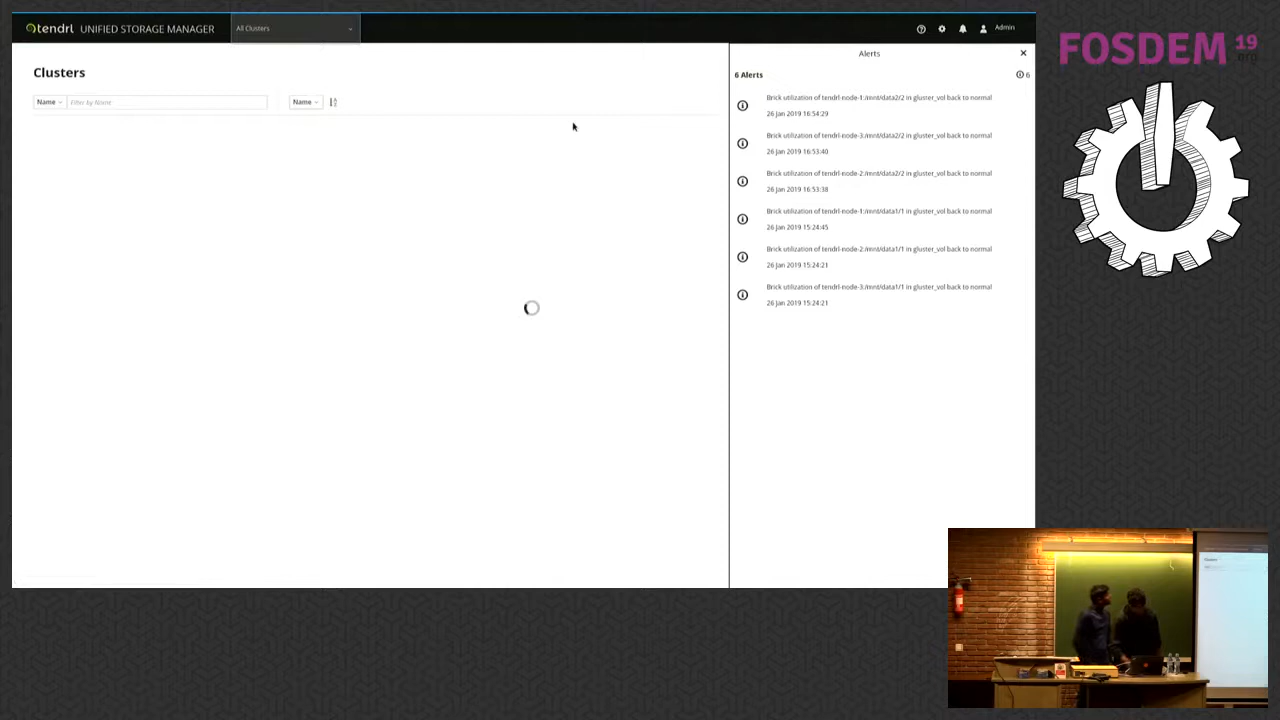 tendrl UNIFIED STORAGE MANAGER
All Clusters
Admin
FOSDEM 19
.org
Clusters
Name
Filter by Name
Name
Alerts
6 Alerts
6
Brick utilization of tendrl-node-1:/mnt/data2/2 in gluster_vol back to normal
26 Jan 2019 16:54:29
Brick utilization of tendrl-node-3:/mnt/data2/2 in gluster_vol back to normal
26 Jan 2019 16:53:40
Brick utilization of tendrl-node-2:/mnt/data2/2 in gluster_vol back to normal
26 Jan 2019 16:53:38
Brick utilization of tendrl-node-1:/mnt/data1/1 in gluster_vol back to normal
26 Jan 2019 15:24:45
Brick utilization of tendrl-node-2:/mnt/data1/1 in gluster_vol back to normal
26 Jan 2019 15:24:21
Brick utilization of tendrl-node-3:/mnt/data1/1 in gluster_vol back to normal
26 Jan 2019 15:24:21